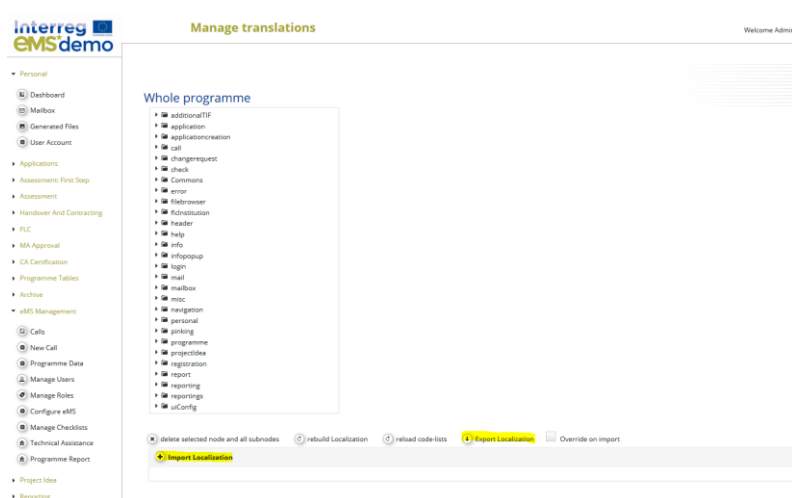 Interreg
eMS*demo
Manage translations
Welcome Admi
Personal
Dashboard
Mailbox
Generated Files
User Account
Applications
Assessment: First Step
Assessment
Handover And Contracting
FLC
MA Approval
CA Certification
Programme Tables
Archive
eMS Management
Calls
New Call
Programme Data
Manage Users
Manage Roles
Configure eMS
Manage Checklists
Technical Assistance
Programme Report
Project Idea
Reporting
Whole programme
additionalTIF
application
applicationcreation
call
changerequest
check
Commons
error
filebrowser
flcInstitution
header
help
info
infopopup
login
mail
mailbox
misc
navigation
personal
pinking
programme
projectIdea
registration
report
reporting
reportings
uiConfig
delete selected node and all subnodes rebuild Localization reload code-lists Export Localization Override on import
Import Localization